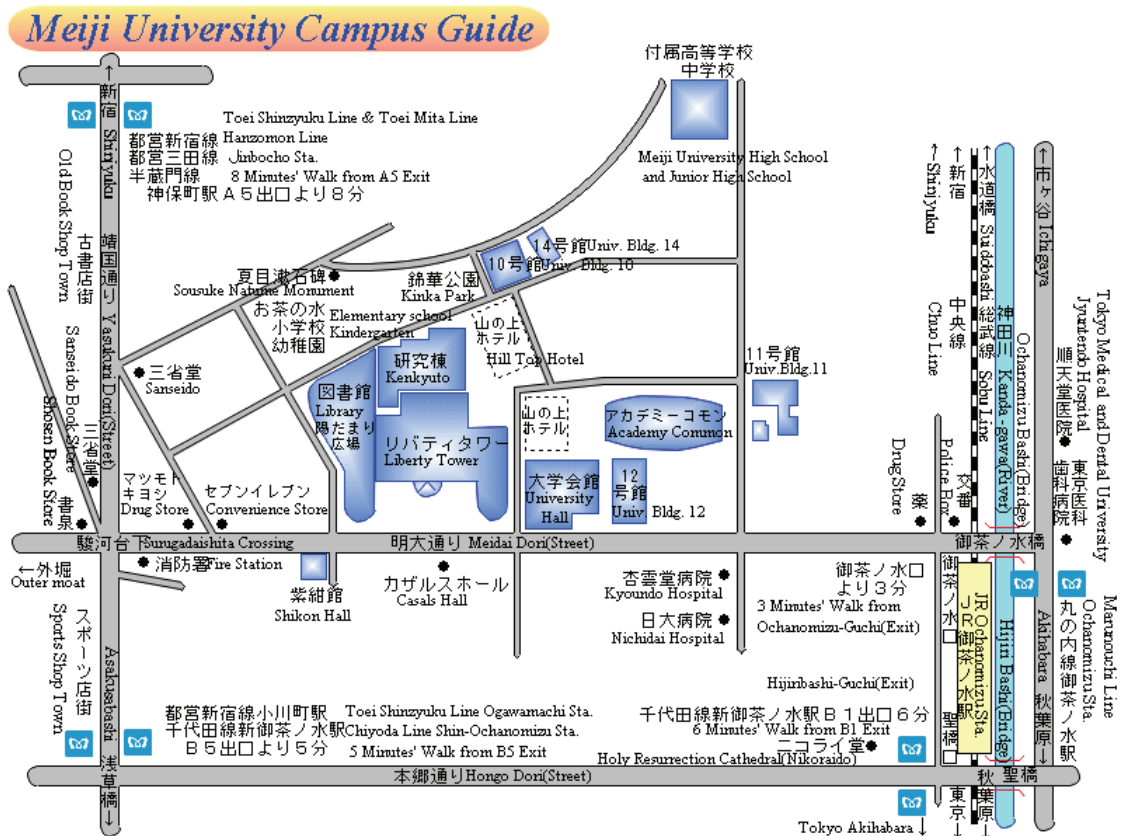 Meiji University Campus Guide
付属高等学校
中学校
Meiji University High School
and Junior High School
←新宿 Shinjyuku
Toei Shinzyuku Line & Toei Mita Line
都営新宿線 Hanzomon Line
都営三田線 Jinbocho Sta.
半蔵門線 8 Minutes' Walk from A5 Exit
神保町駅A5出口より8分
Old Book Shop Town
古書店街
靖国通り Yasukuni Dori(Street)
夏目漱石碑
Sousuke Natume Monument
錦華公園
Kinka Park
14号館Univ. Bldg. 14
10号館Univ. Bldg. 10
お茶の水
小学校
幼稚園
Elementary school
Kindergarten
山の上
ホテル
Hill Top Hotel
研究棟
Kenkyuto
図書館
Library
陽だまり
広場
リバティタワー
Liberty Tower
山の上
ホテル
アカデミーコモン
Academy Common
11号館
Univ.Bldg.11
大学会館
University
Hall
12
号館
Univ. Bldg. 12
三省堂
Sanseido
Sanseido Book Store
三省堂
Shosen Book Store
書泉
マツモト
キヨシ
Drug Store
セブンイレブン
Convenience Store
←Shinjyuku
←新宿
中央線
Chuo Line
←水道橋 Suidobashi 総武線 Sobu Line
神田三 Kanda-gawa(River)
Ochanomizu Bashi(Bridge)
←市ヶ谷 Ichigaya
順天堂医院
Jyuntendo Hospital
東京医科
歯科病院
Tokyo Medical and Dental University
Drug Store
薬
Police Box
交番
駿河台下Surugadaishita Crossing
明大通り Meidai Dori(Street)
御茶ノ水橋
←外堀
Outer moat
消防署Fire Station
紫紺館
Shikon Hall
カザルスホール
Casals Hall
杏雲堂病院
Kyoundo Hospital
日大病院
Nichidai Hospital
御茶ノ水口
より3分
3 Minutes' Walk from
Ochanomizu-Guchi(Exit)
Hijiribashi-Guchi(Exit)
御茶ノ水
聖橋
JR Ochanomizu Sta.
JR御茶ノ水駅
Hijiri Bashi(Bridge)
Akihabara 秋葉原→
丸の内線御茶ノ水駅
Ochanomizu Sta.
Marunouchi Line
スポーツ店街
Sports Shop Town
Asakusabashi 浅草橋→
都営新宿線小川町駅 Toei Shinzyuku Line Ogawamachi Sta.
千代田線新御茶ノ水駅Chiyoda Line Shin-Ochanomizu Sta.
B5出口より5分 5 Minutes' Walk from B5 Exit
千代田線新御茶ノ水駅B1出口6分
6 Minutes' Walk from B1 Exit
ニコライ堂
Holy Resurrection Cathedral(Nikoraido)
本郷通り Hongo Dori(Street)
聖橋
東京→
秋葉原→
Tokyo Akihabara ↓